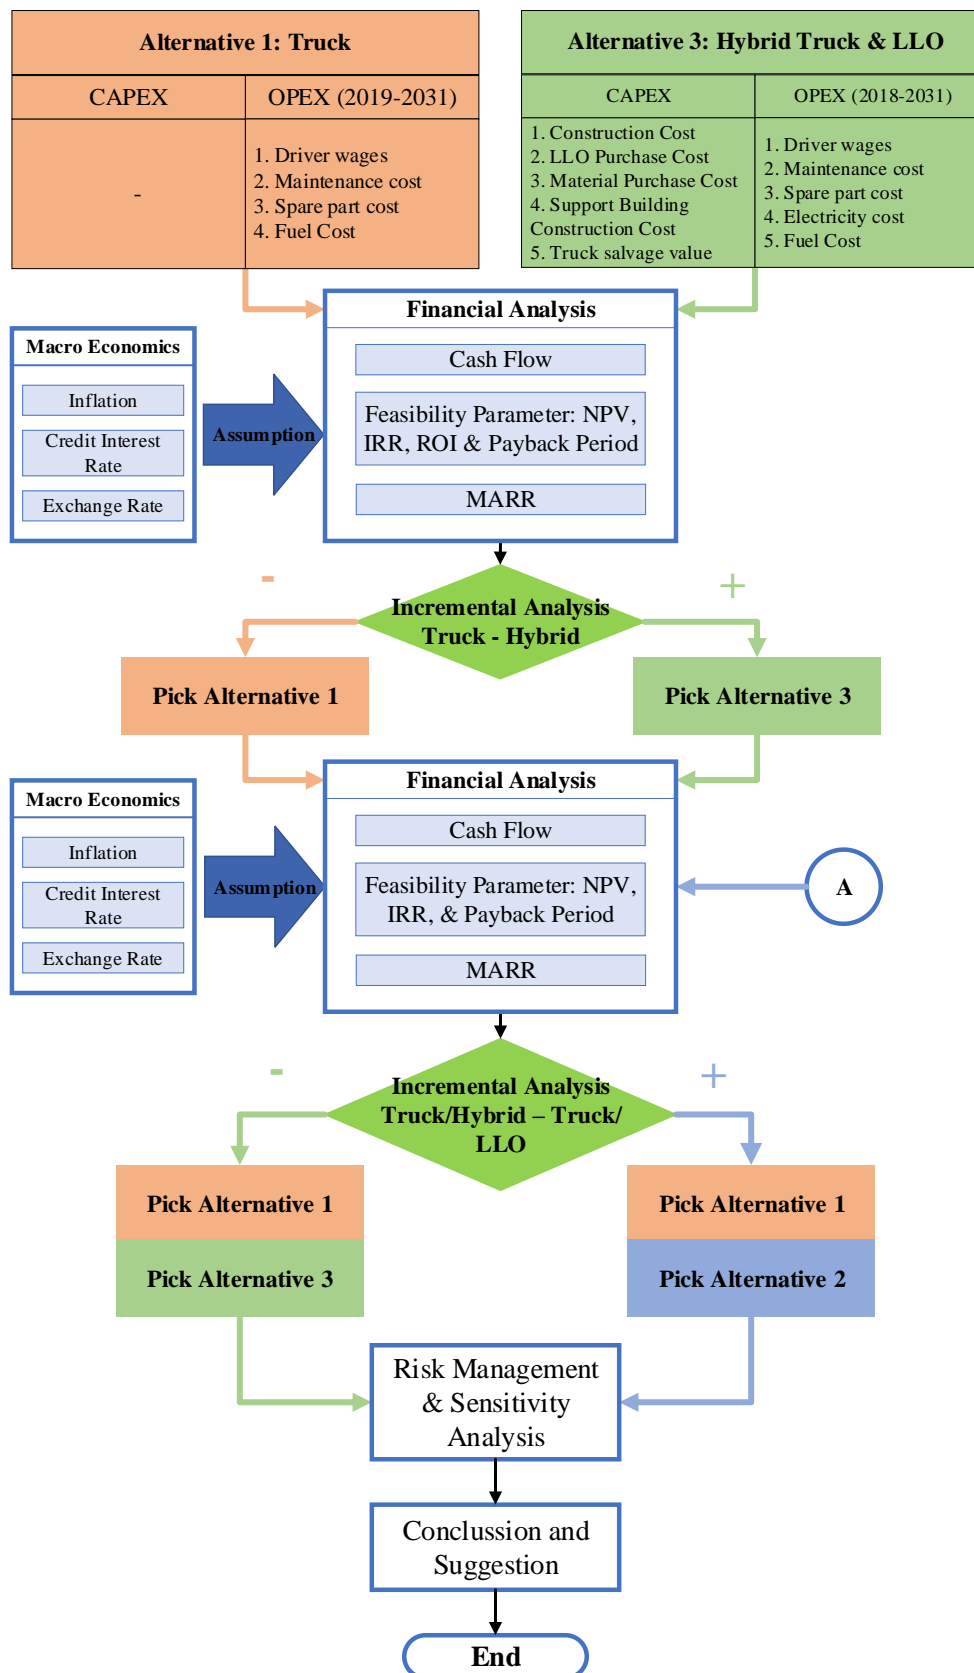 Alternative 1: Truck
CAPEX
OPEX (2019-2031)
-
1. Driver wages
2. Maintenance cost
3. Spare part cost
4. Fuel Cost
Alternative 3: Hybrid Truck & LLO
CAPEX
OPEX (2018-2031)
1. Construction Cost
2. LLO Purchase Cost
3. Material Purchase Cost
4. Support Building
Construction Cost
5. Truck salvage value
1. Driver wages
2. Maintenance cost
3. Spare part cost
4. Electricity cost
5. Fuel Cost
Macro Economics
Inflation
Credit Interest
Rate
Exchange Rate
Assumption
Financial Analysis
Cash Flow
Feasibility Parameter: NPV,
IRR, ROI & Payback Period
MARR
-
+
Incremental Analysis
Truck - Hybrid
Pick Alternative 1
Pick Alternative 3
Macro Economics
Inflation
Credit Interest
Rate
Exchange Rate
Assumption
Financial Analysis
Cash Flow
Feasibility Parameter: NPV,
IRR, & Payback Period
MARR
A
-
+
Incremental Analysis
Truck/Hybrid – Truck/
LLO
Pick Alternative 1
Pick Alternative 3
Pick Alternative 1
Pick Alternative 2
Risk Management
& Sensitivity
Analysis
Conclussion and
Suggestion
End